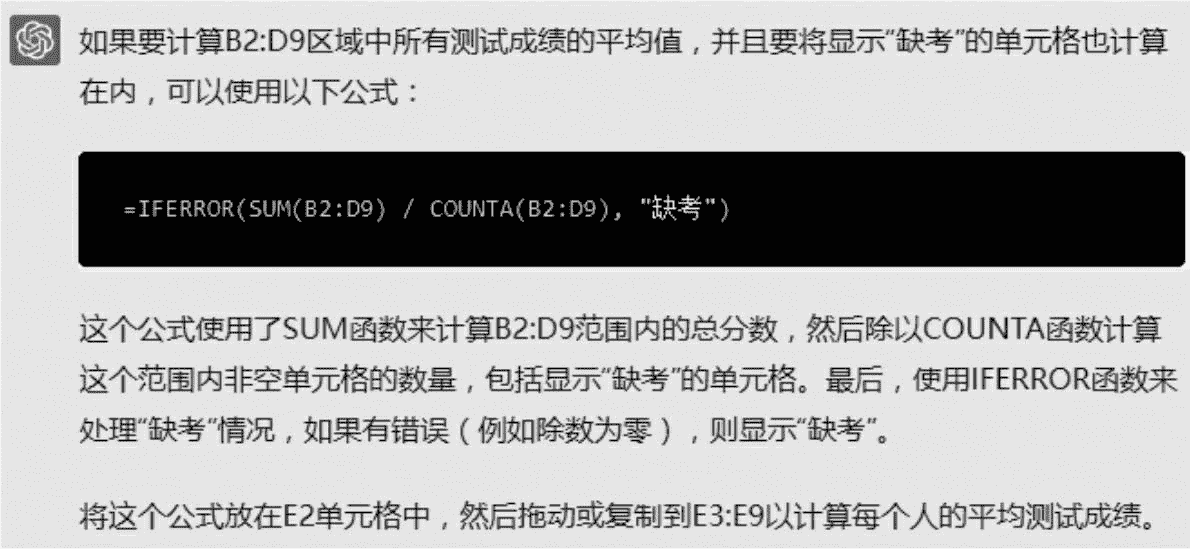 如果要计算B2:D9区域中所有测试成绩的平均值，并且要将显示“缺考”的单元格也计算
在内，可以使用以下公式：
=IFERROR(SUM(B2:D9) / COUNTA(B2:D9), "缺考")
这个公式使用了SUM函数来计算B2:D9范围内的总分数，然后除以COUNTA函数计算
这个范围内非空单元格的数量，包括显示“缺考”的单元格。最后，使用IFERROR函数来
处理“缺考”情况，如果有错误（例如除数为零），则显示“缺考”。
将这个公式放在E2单元格中，然后拖动或复制到E3:E9以计算每个人的平均测试成绩。